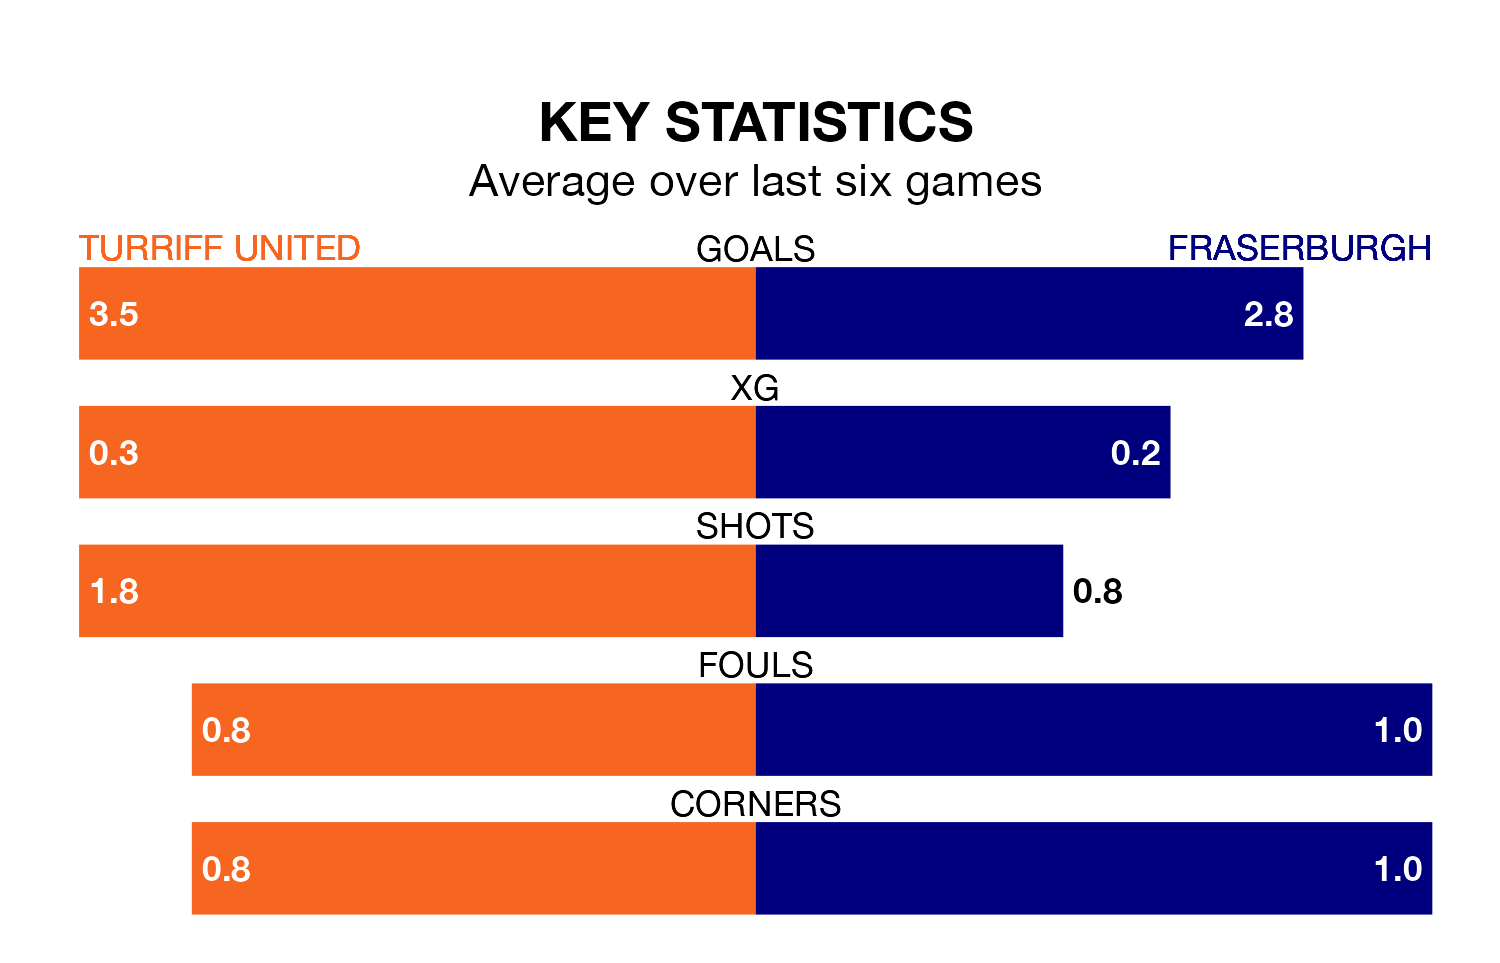 KEY STATISTICS
Average over last six games
TURRIFF UNITED GOALS FRASERBURGH
3.5 2.8
XG
0.3 0.2
SHOTS
1.8 0.8
FOULS
0.8 1.0
CORNERS
0.8 1.0